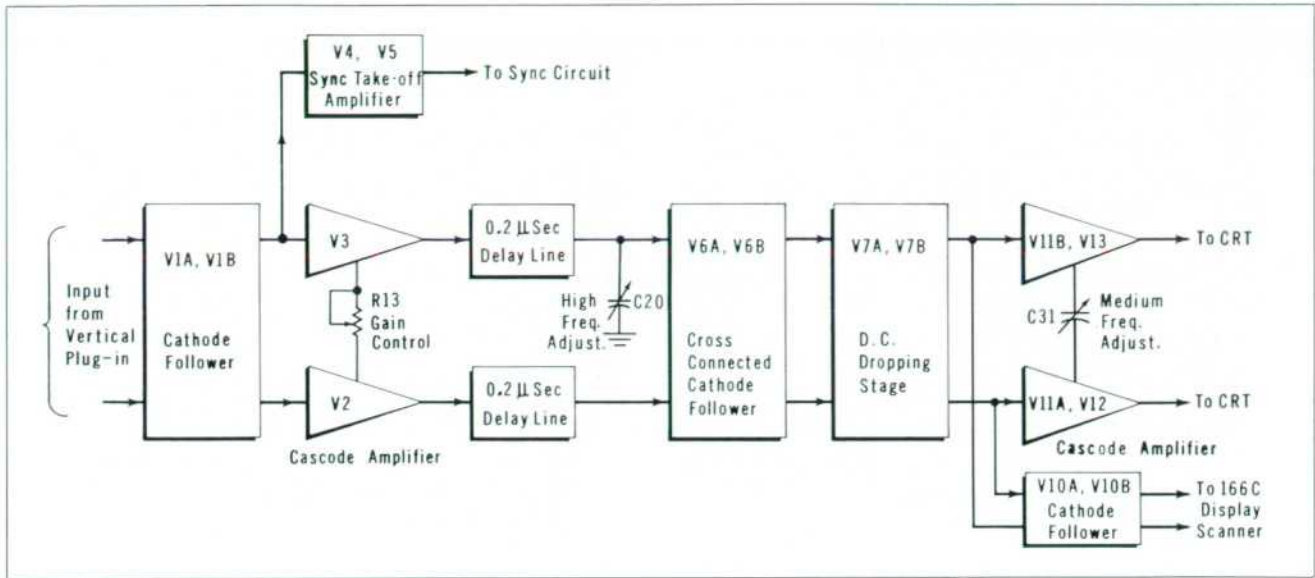 V4, V5
Sync Take-off
Amplifier
To Sync Circuit
Input
from
Vertical
Plug-in
V1A, V1B
Cathode
Follower
V3
R13
Gain
Control
V2
Cascode Amplifier
0.2 μSec
Delay Line
0.2 μSec
Delay Line
High
Freq.
Adjust.
C20
V6A, V6B
Cross
Connected
Cathode
Follower
V7A, V7B
D.C.
Dropping
Stage
V11B, V13
To CRT
C31
Medium
Freq.
Adjust.
V11A, V12
To CRT
Cascode Amplifier
V10A, V10B
Cathode
Follower
To 166C
Display
Scanner